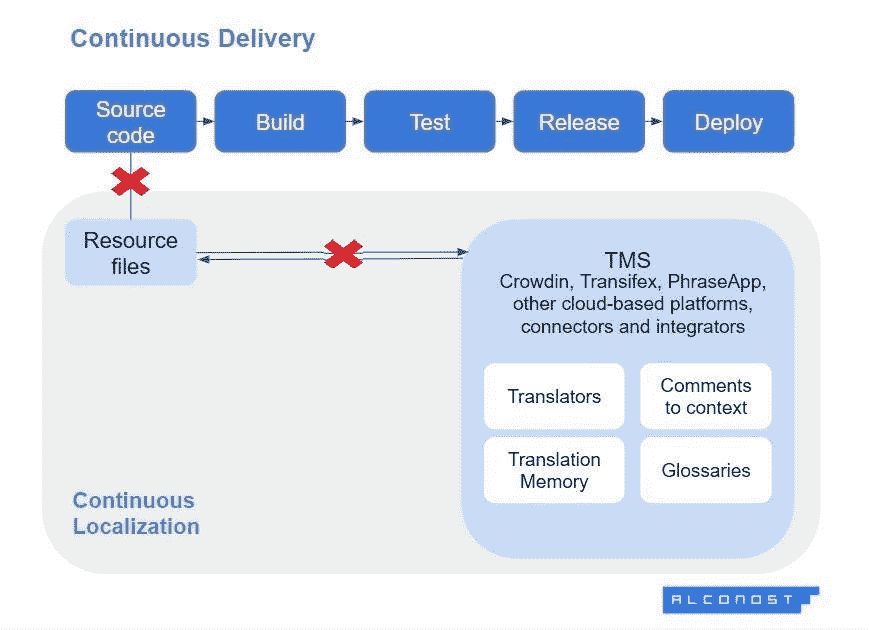 Continuous Delivery
Source
code
Build
Test
Release
Deploy
Resource
files
TMS
Crowdin, Transifex, PhraseApp,
other cloud-based platforms,
connectors and integrators
Translators
Comments
to context
Translation
Memory
Glossaries
Continuous
Localization
ALCONOST